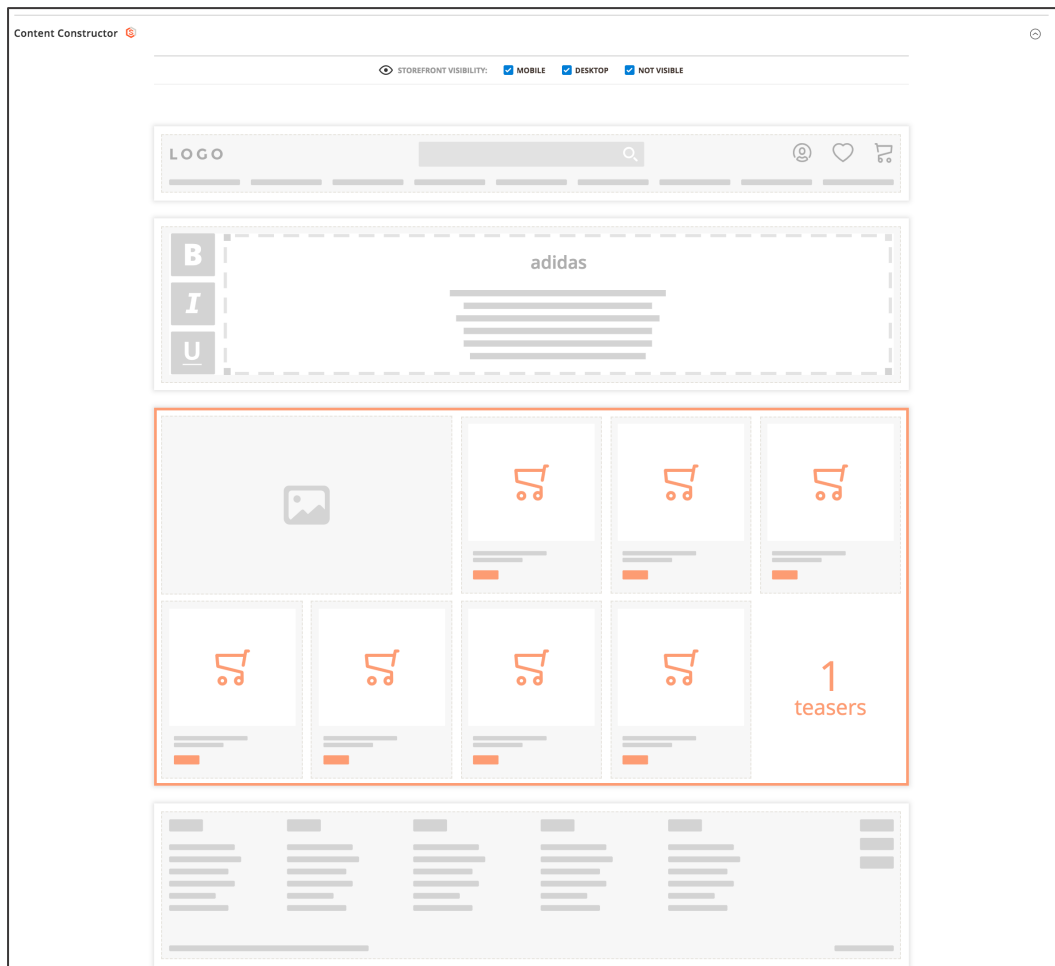 Content Constructor
STOREFRONT VISIBILITY: MOBILE DESKTOP NOT VISIBLE
LOGO
B
adidas
I
U
1
teasers